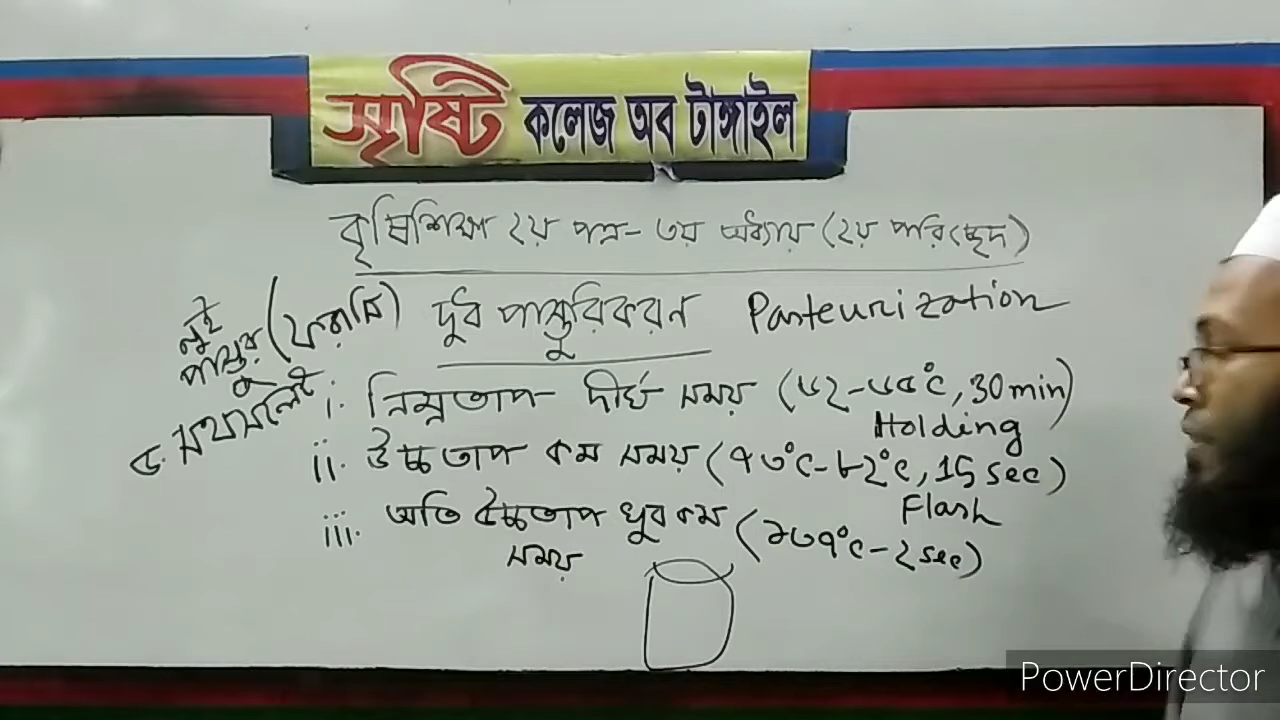 সৃষ্টি কলেজ অব টাঙ্গাইল
কৃষিশিক্ষা ২য় পত্র- ৩য় অধ্যায় (২য় পরিচ্ছেদ)
লুই পাস্তুর (ফরাসি)
ড. সথসলেট
দুধ পাস্তুরিকরন Pasteurization
i. নিম্নতাপ দীর্ঘ সময় (৬২-৬৫°c, 30 min)
Holding
ii. উচ্চতাপ কম সময় (৭৩°c-৮২°c, 15 sec)
Flash
iii. অতি উচ্চতাপ খুব কম সময় (১৩৭°c-২ sec)
PowerDirector